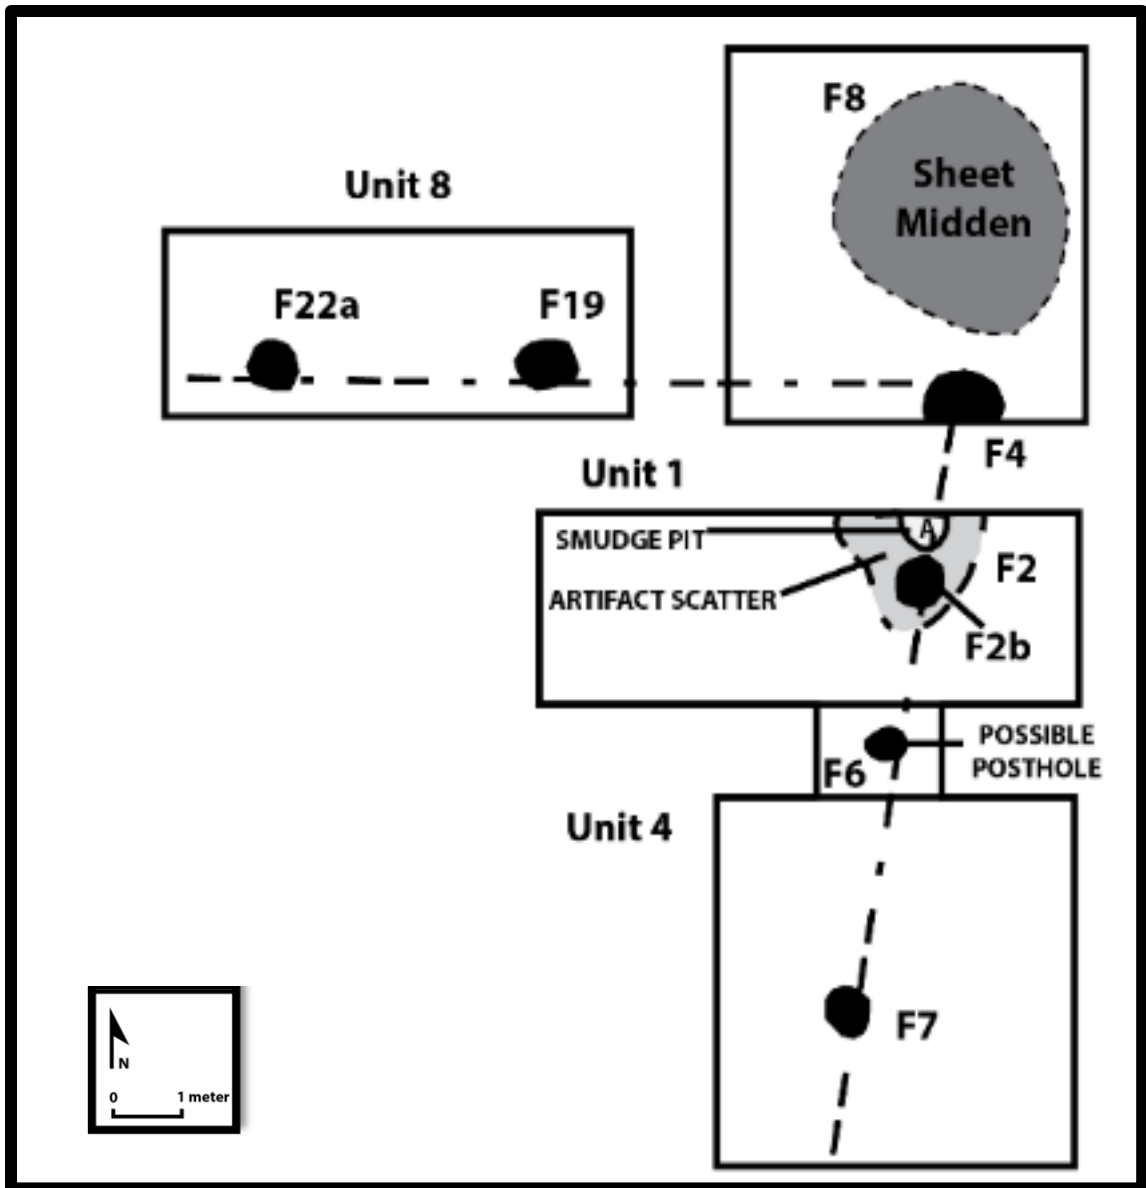 F8
Sheet
Midden
Unit 8
F22a
F19
F4
Unit 1
SMUDGE PIT
A
ARTIFACT SCATTER
F2
F2b
POSSIBLE
POSTHOLE
F6
Unit 4
F7
N
0 1 meter